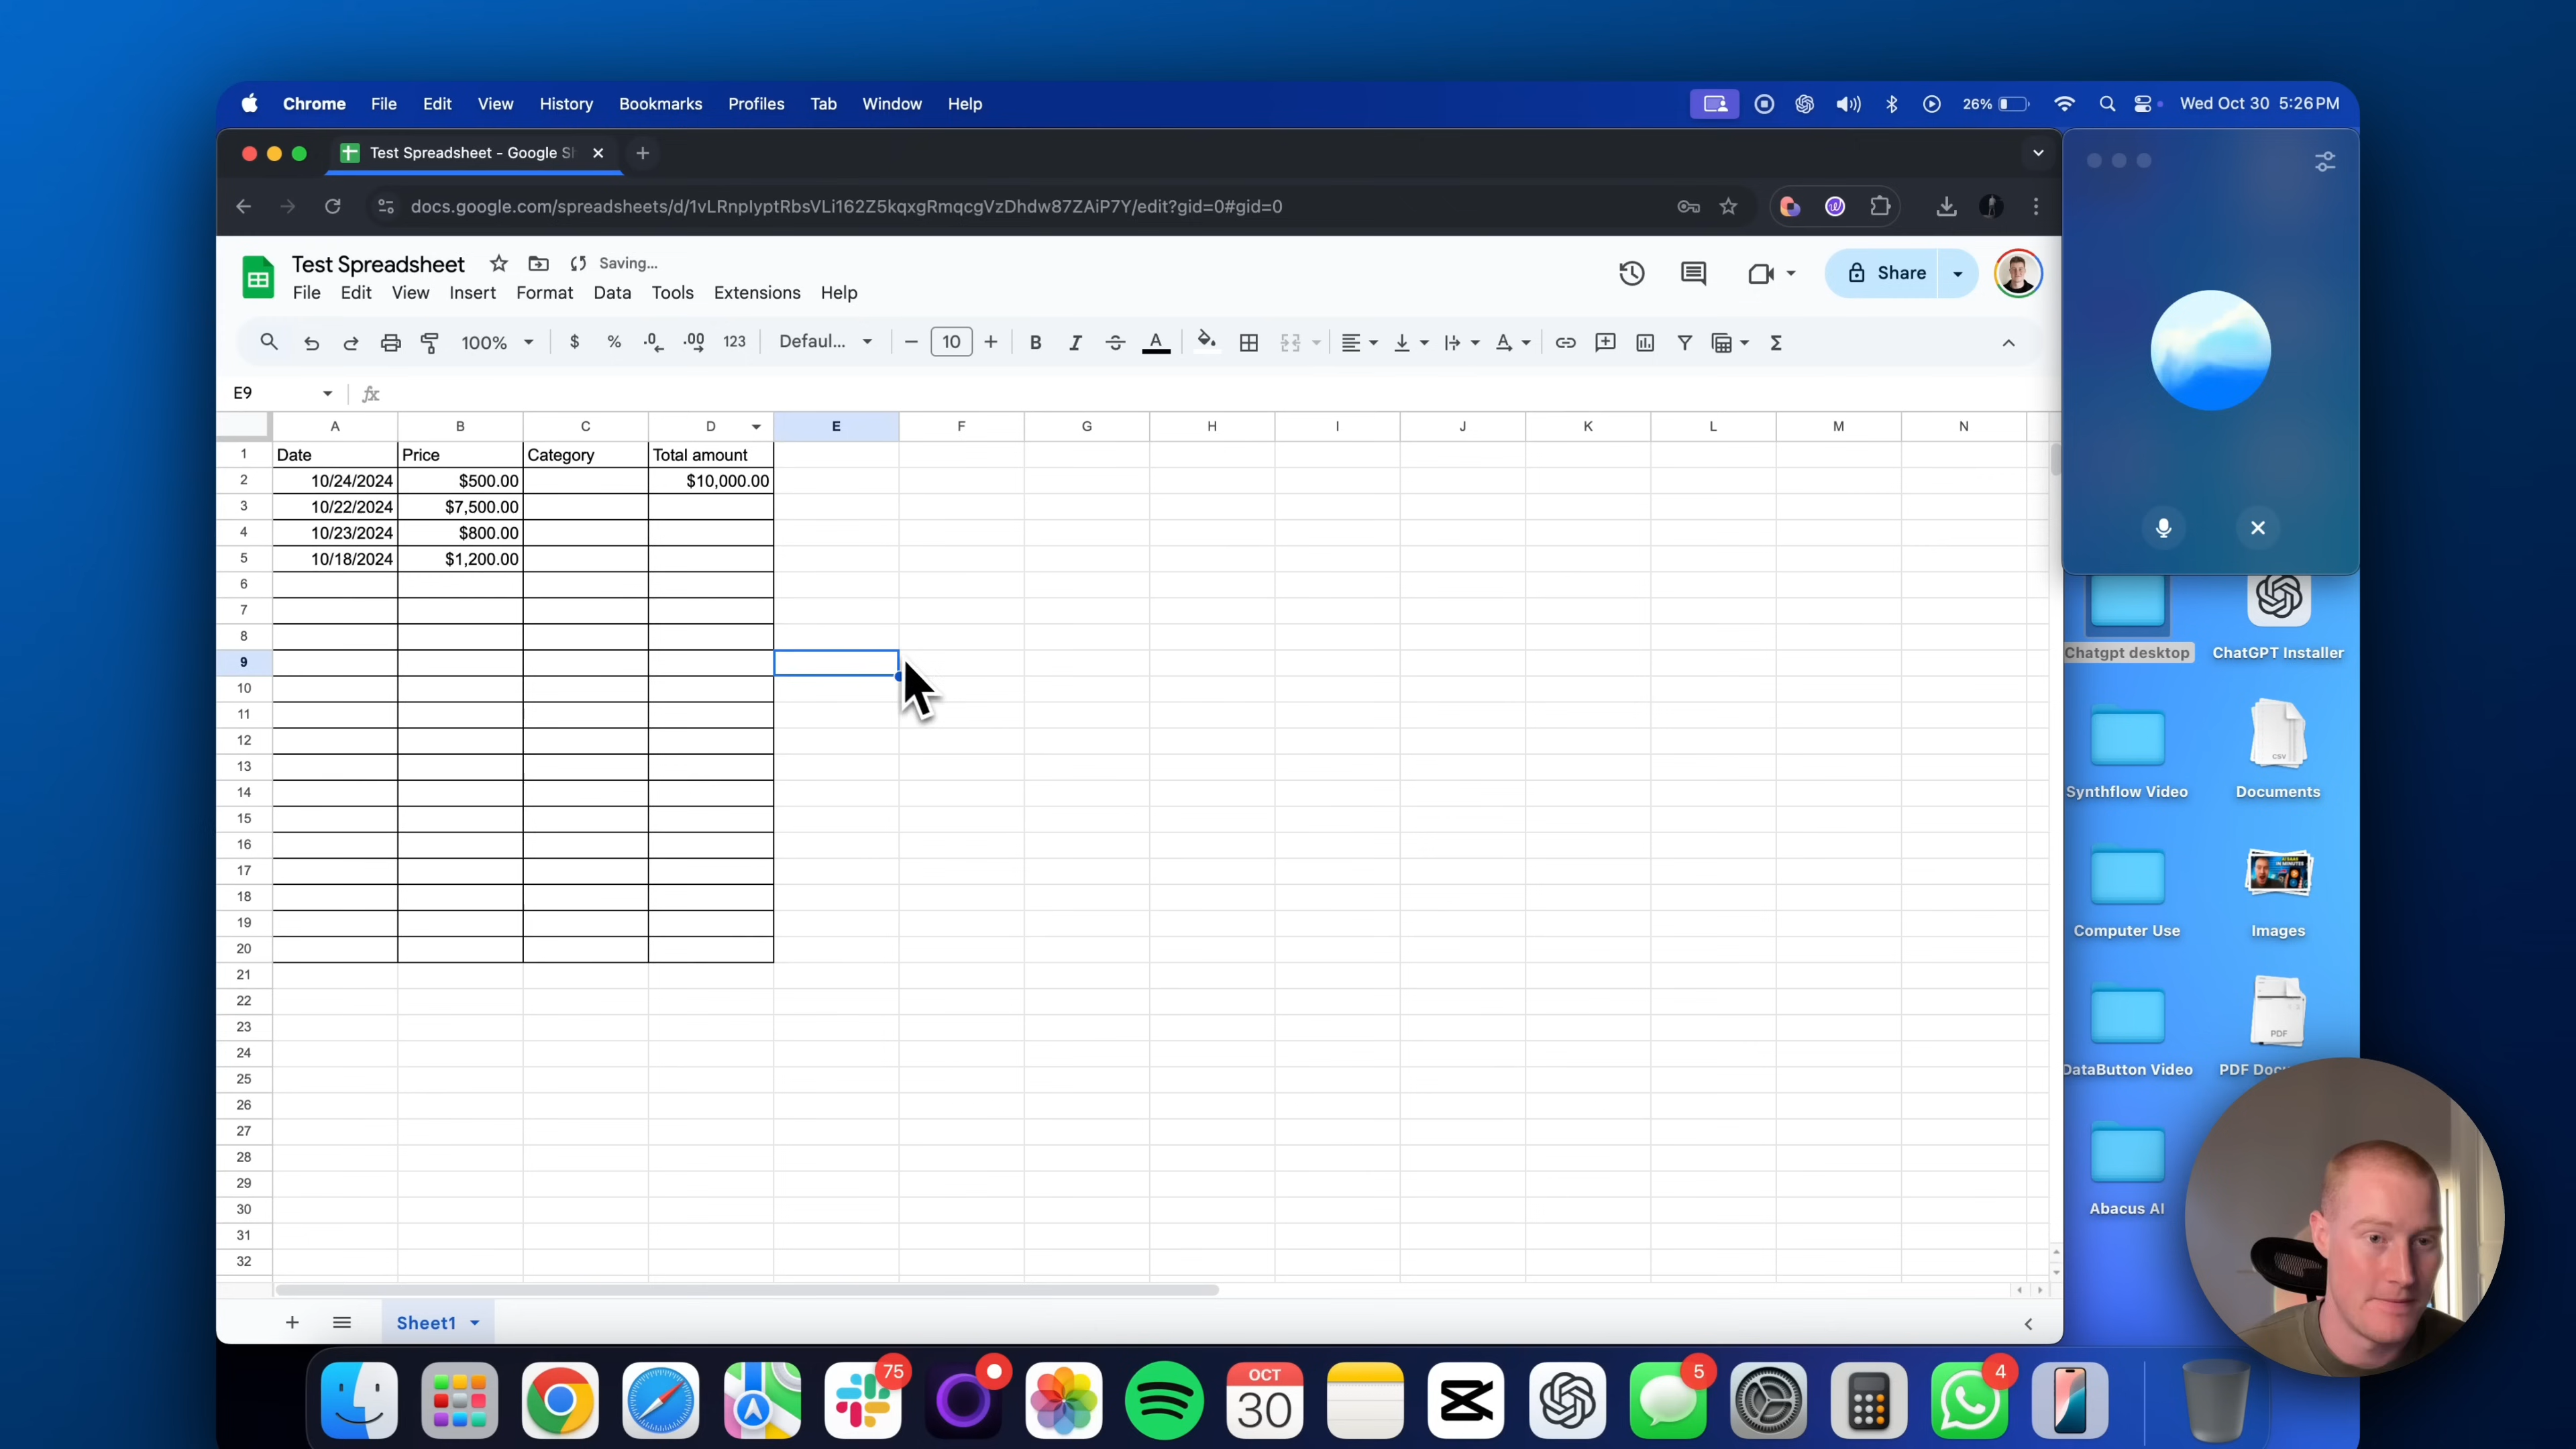 Chrome File Edit View History Bookmarks Profiles Tab Window Help 26% Wed Oct 30 5:26 PM
Test Spreadsheet - Google Sh
docs.google.com/spreadsheets/d/1vLRnplyptRbsVLi162Z5kqxgRmqcgVzDhdw87ZAiP7Y/edit?gid=0#gid=0
Test Spreadsheet Saving...
File Edit View Insert Format Data Tools Extensions Help
Share
100% $ % .0 .00 123 Defaul... 10 B I S A
E9 fx
A B C D E F G H I J K L M N
1 Date Price Category Total amount
2 10/24/2024 $500.00 $10,000.00
3 10/22/2024 $7,500.00
4 10/23/2024 $800.00
5 10/18/2024 $1,200.00
6
7
8
9
10
11
12
13
14
15
16
17
18
19
20
21
22
23
24
25
26
27
28
29
30
31
32
Sheet1
Chatgpt desktop ChatGPT Installer
CSV
Synthflow Video Documents
Computer Use Images
PDF
DataButton Video PDF
Abacus AI
75 OCT 30 5 4